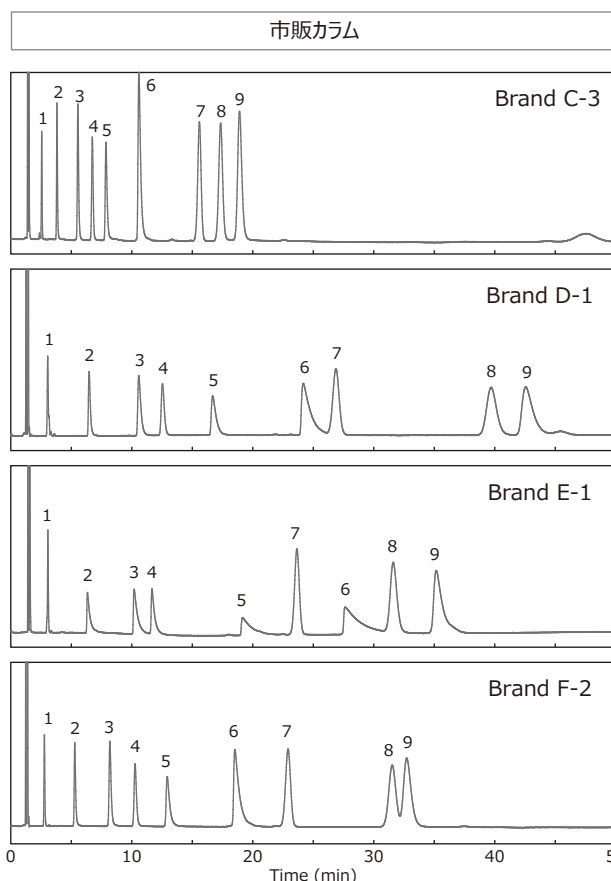 市販カラム
Brand C-3
1 2 3 4 5 6 7 8 9
Brand D-1
1 2 3 4 5 6 7 8 9
Brand E-1
1 2 3 4 5 7 6 8 9
Brand F-2
1 2 3 4 5 6 7 8 9
0 10 20 30 40 5
Time (min)